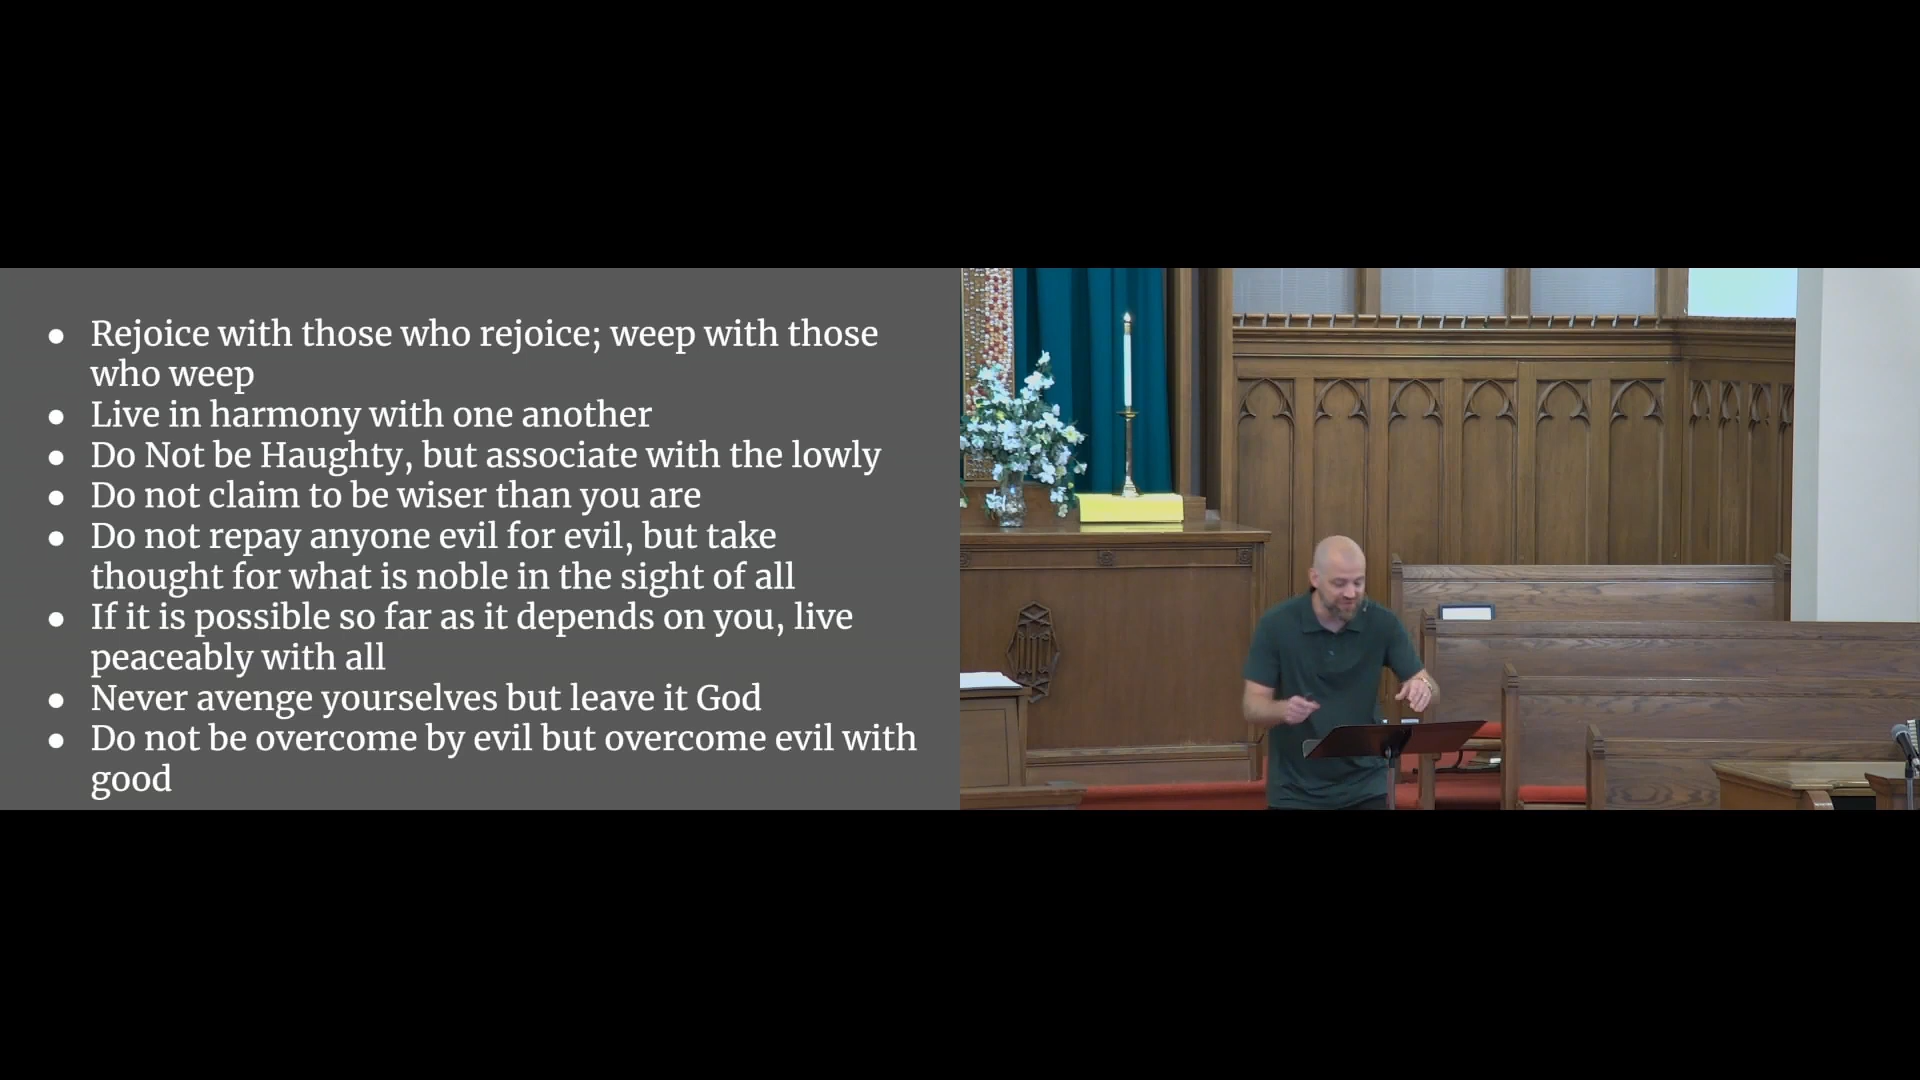 ● Rejoice with those who rejoice; weep with those
who weep
● Live in harmony with one another
● Do Not be Haughty, but associate with the lowly
● Do not claim to be wiser than you are
● Do not repay anyone evil for evil, but take
thought for what is noble in the sight of all
● If it is possible so far as it depends on you, live
peaceably with all
● Never avenge yourselves but leave it God
● Do not be overcome by evil but overcome evil with
good